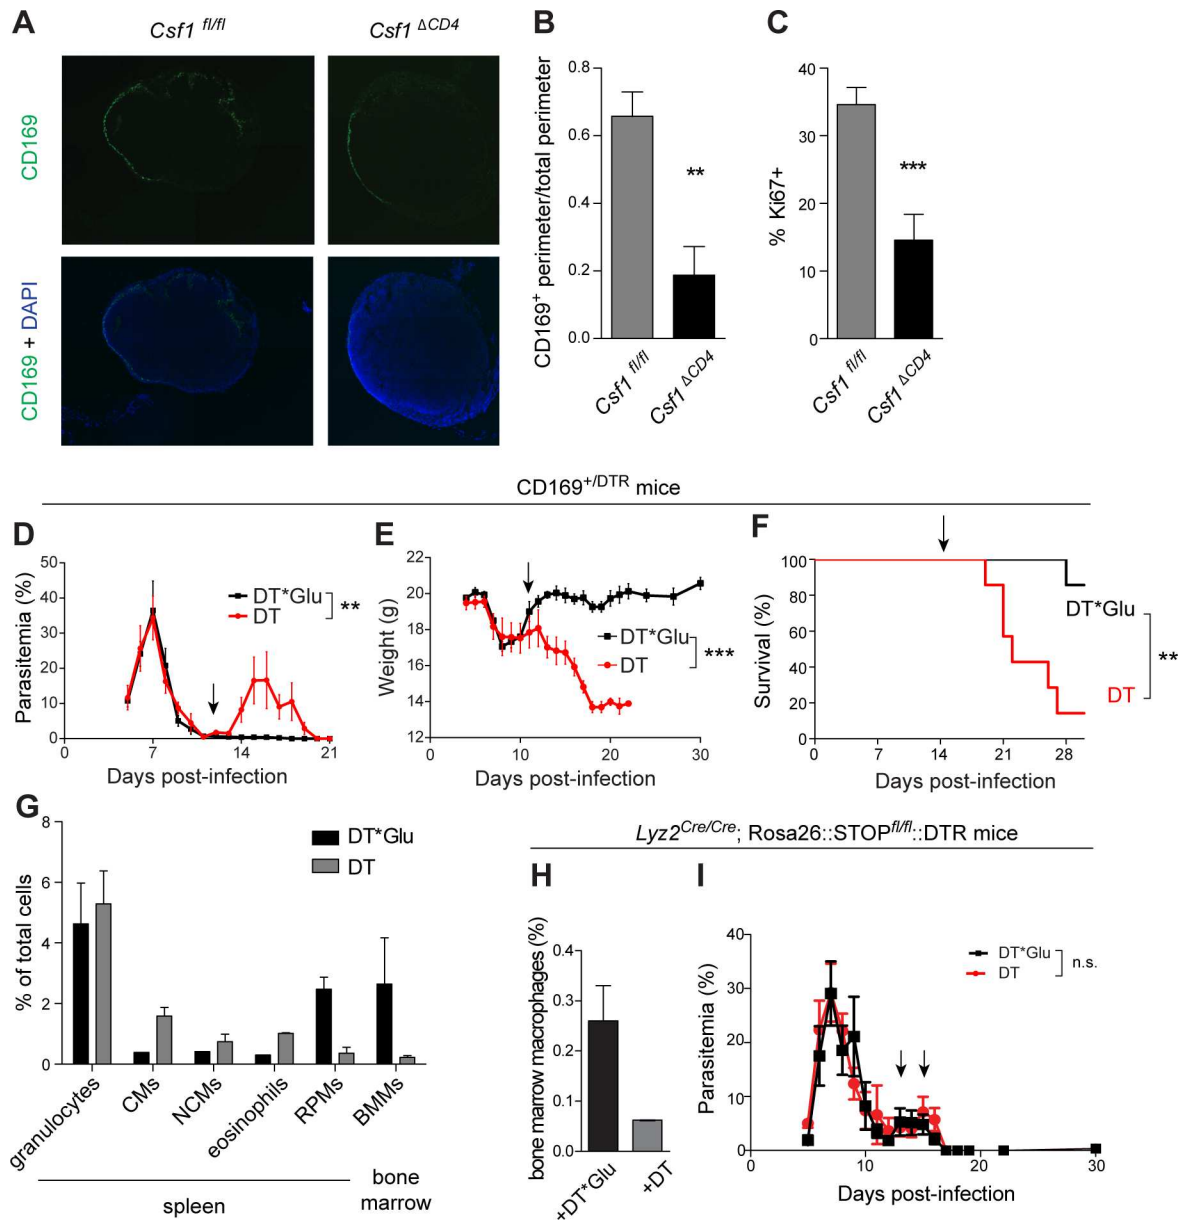 A
Csf1 fl/fl
Csf1 ΔCD4
CD169
CD169 + DAPI
B
CD169+ perimeter/total perimeter
0.8
0.6
0.4
0.2
0.0
**
Csf1 fl/fl
Csf1 ΔCD4
C
% Ki67+
40
30
20
10
0
***
Csf1 fl/fl
Csf1 ΔCD4
CD169+/DTR mice
D
Parasitemia (%)
50
40
30
20
10
0
DT*Glu
DT
**
0 7 14 21
Days post-infection
E
Weight (g)
22
20
18
16
14
12
DT*Glu
DT
***
0 10 20 30
Days post-infection
F
Survival (%)
100
80
60
40
20
0
DT*Glu
DT
**
0 7 14 21 28
Days post-infection
G
% of total cells
8
6
4
2
0
DT*Glu
DT
granulocytes
CMs
NCMs
eosinophils
RPMs
BMMs
spleen
bone
marrow
Lyz2Cre/Cre; Rosa26::STOPfl/fl::DTR mice
H
bone marrow macrophages (%)
0.4
0.3
0.2
0.1
0.0
+DT*Glu
+DT
I
Parasitemia (%)
40
30
20
10
0
DT*Glu
DT
n.s.
0 10 20 30
Days post-infection